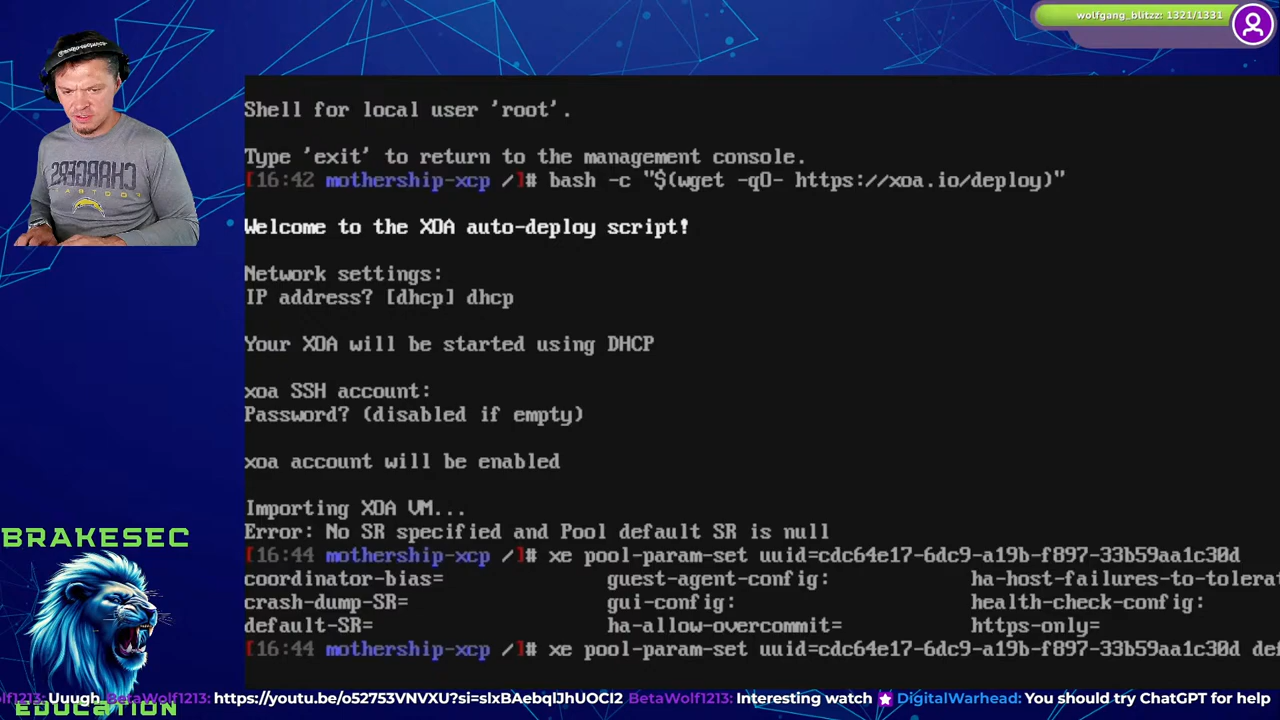 wolfgang_blitzz: 1321/1331
Shell for local user 'root'.
Type 'exit' to return to the management console.
[16:42 mothership-xcp /]# bash -c "$(wget -qO- https://xoa.io/deploy)"
Welcome to the XOA auto-deploy script!
Network settings:
IP address? [dhcp] dhcp
Your XOA will be started using DHCP
xoa SSH account:
Password? (disabled if empty)
xoa account will be enabled
Importing XOA VM...
Error: No SR specified and Pool default SR is null
[16:44 mothership-xcp /]# xe pool-param-set uuid=cdc64e17-6dc9-a19b-f897-33b59aa1c30d
coordinator-bias= guest-agent-config: ha-host-failures-to-tolerat
crash-dump-SR= gui-config: health-check-config:
default-SR= ha-allow-overcommit= https-only=
[16:44 mothership-xcp /]# xe pool-param-set uuid=cdc64e17-6dc9-a19b-f897-33b59aa1c30d def
BRAKESEC
olf1213: Uuugh BetaWolf1213: https://youtu.be/o52753VNVXU?si=slxBAebqlJhUOCl2 BetaWolf1213: Interesting watch DigitalWarhead: You should try ChatGPT for help
EDUCATION